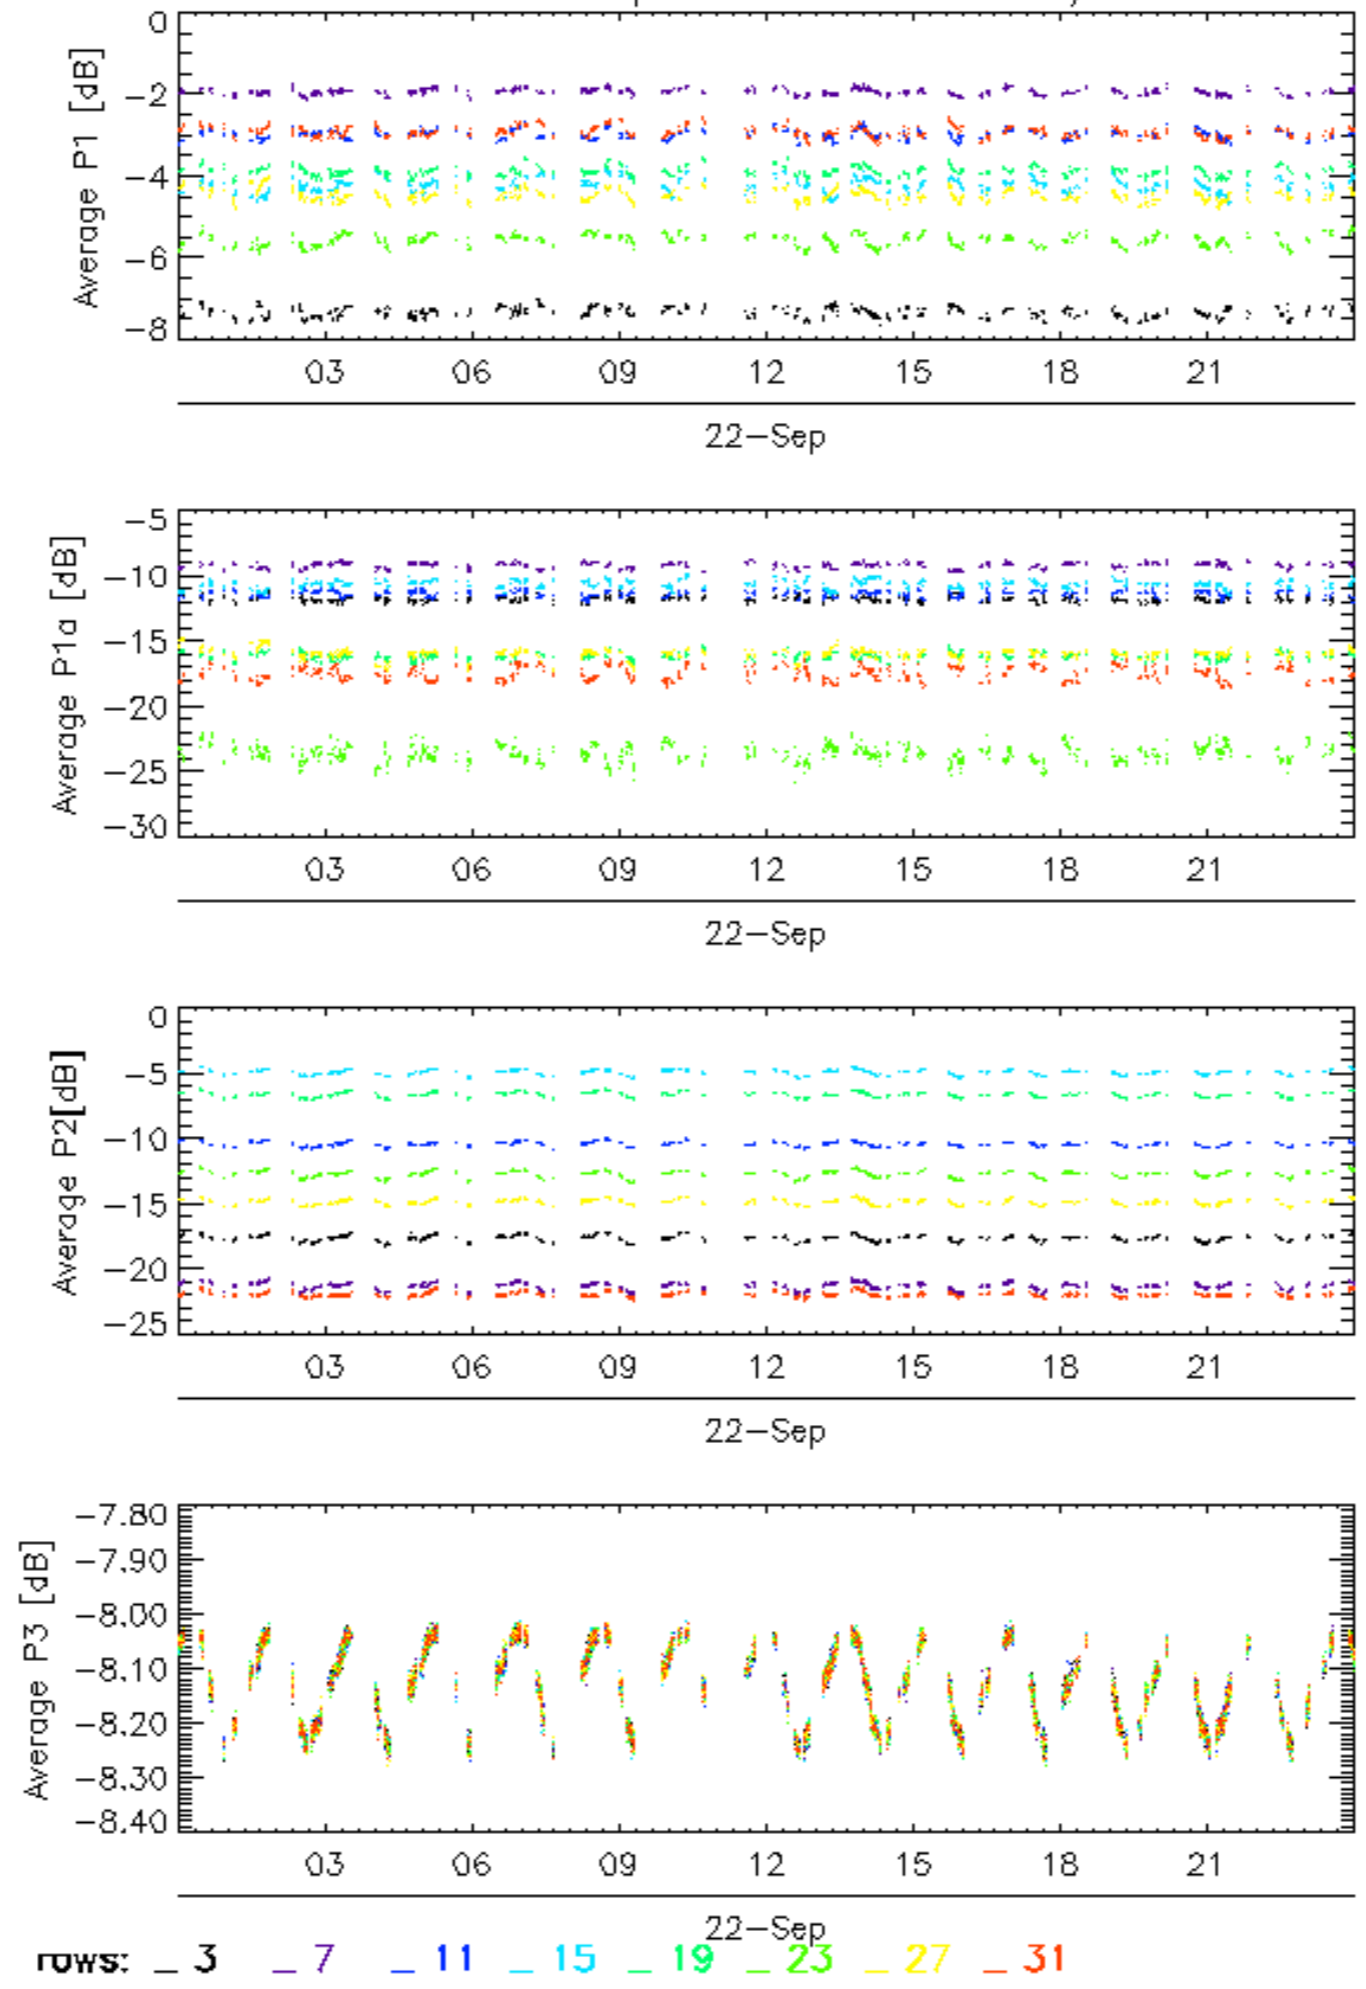 0
-2
-4
-6
-8
Average P1 [dB]
03 06 09 12 15 18 21
22-Sep
-5
-10
-15
-20
-25
-30
Average P1a [dB]
03 06 09 12 15 18 21
22-Sep
0
-5
-10
-15
-20
-25
Average P2[dB]
03 06 09 12 15 18 21
22-Sep
-7.80
-7.90
-8.00
-8.10
-8.20
-8.30
-8.40
Average P3 [dB]
03 06 09 12 15 18 21
22-Sep
rows: _ 3 _ 7 _ 11 _ 15 _ 19 _ 23 _ 27 _ 31